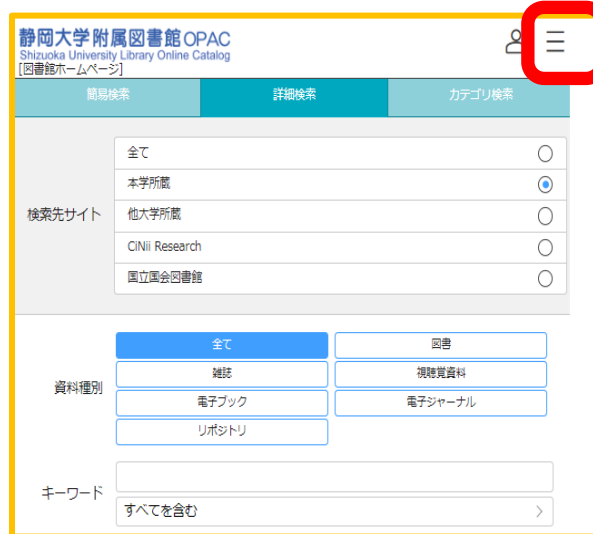 静岡大学附属図書館OPAC
Shizuoka University Library Online Catalog
[図書館ホームページ]
簡易検索 詳細検索 カテゴリ検索
検索先サイト
全て
本学所蔵
他大学所蔵
CiNii Research
国立国会図書館
資料種別
全て 図書
雑誌 視聴覚資料
電子ブック 電子ジャーナル
リポジトリ
キーワード
すべてを含む